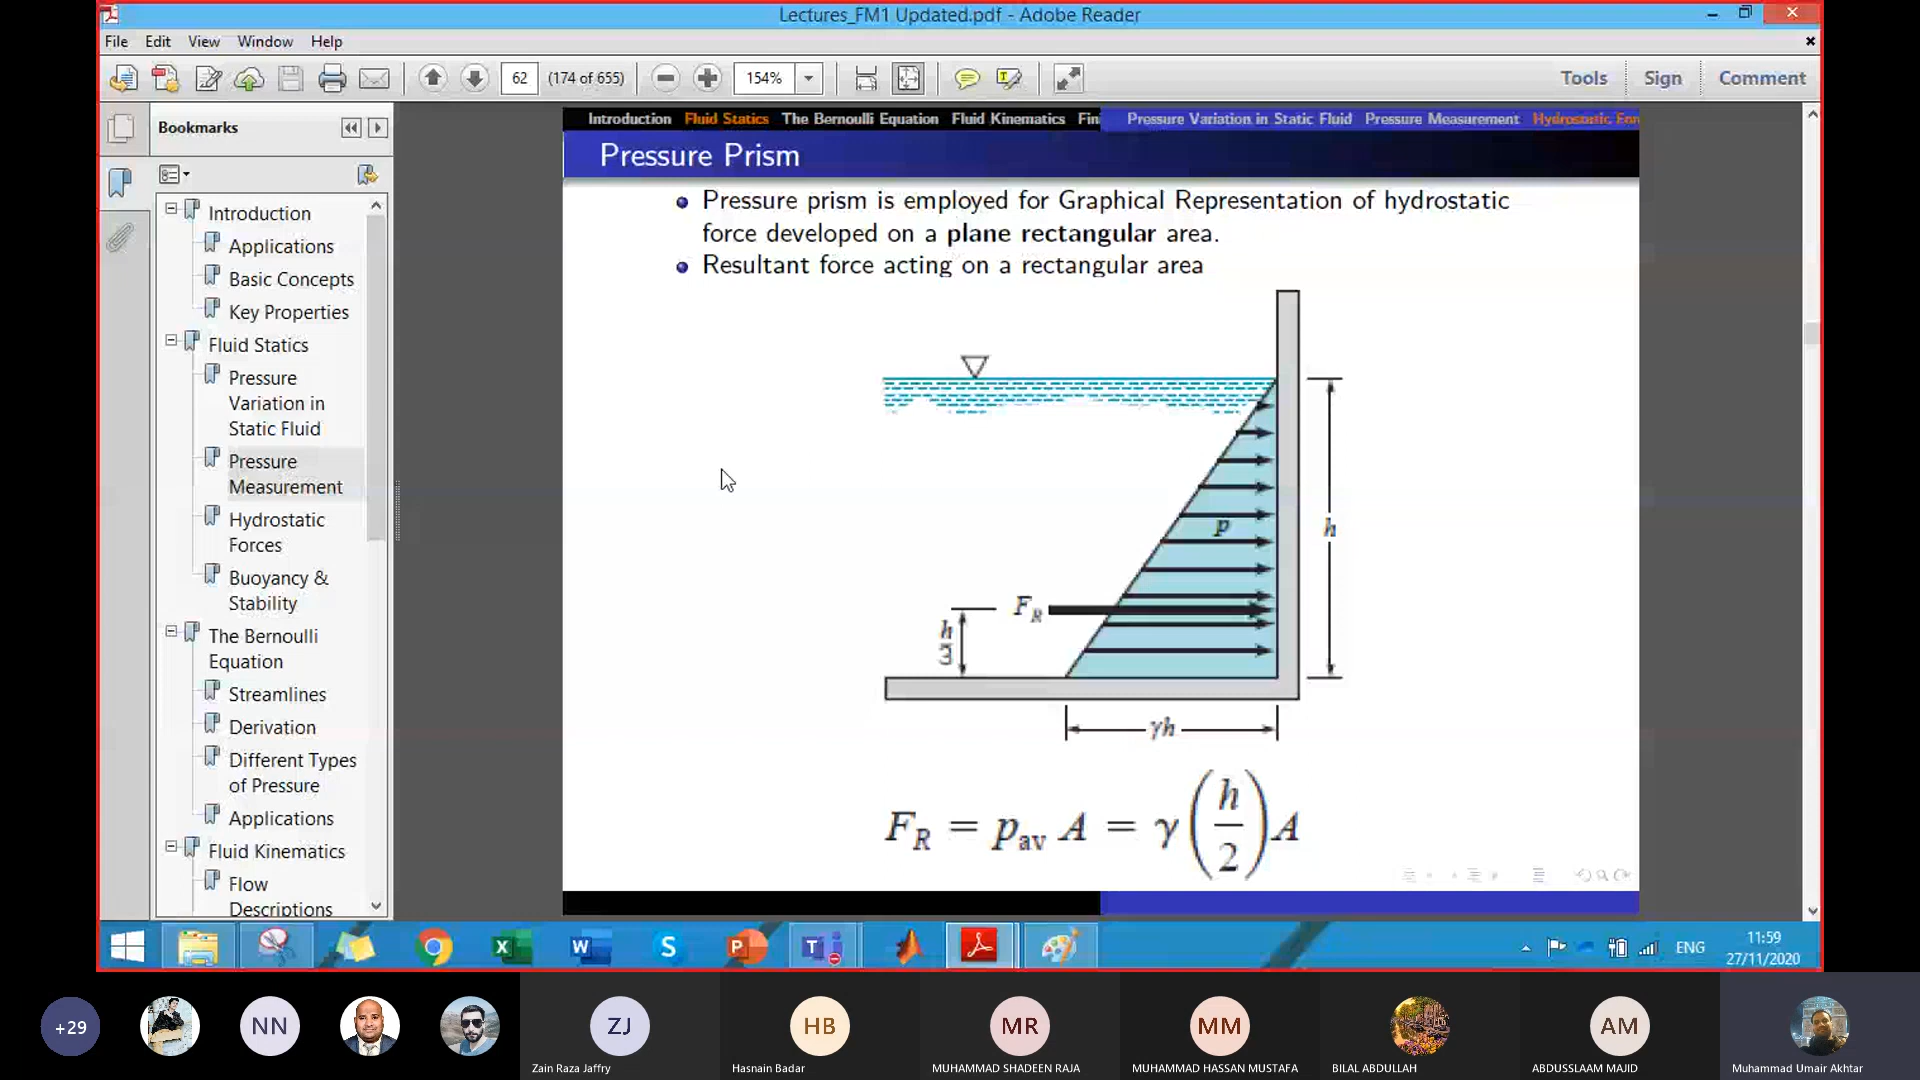 Lectures_FM1 Updated.pdf - Adobe Reader
File Edit View Window Help
62 (174 of 655) 154% Tools Sign Comment
Bookmarks
Introduction
Applications
Basic Concepts
Key Properties
Fluid Statics
Pressure
Variation in
Static Fluid
Pressure
Measurement
Hydrostatic
Forces
Buoyancy &
Stability
The Bernoulli
Equation
Streamlines
Derivation
Different Types
of Pressure
Applications
Fluid Kinematics
Flow
Descriptions
Introduction Fluid Statics The Bernoulli Equation Fluid Kinematics Fin Pressure Variation in Static Fluid Pressure Measurement Hydrostatic For
Pressure Prism
Pressure prism is employed for Graphical Representation of hydrostatic
force developed on a plane rectangular area.
Resultant force acting on a rectangular area
p
h
F_R
h/3
γh
F_R = p_av A = γ(h/2)A
ENG
11:59
27/11/2020
+29 NN ZJ HB MR MM AM
Zain Raza Jaffry
Hasnain Badar
MUHAMMAD SHADEEN RAJA
MUHAMMAD HASSAN MUSTAFA
BILAL ABDULLAH
ABDUSSLAAM MAJID
Muhammad Umair Akhtar